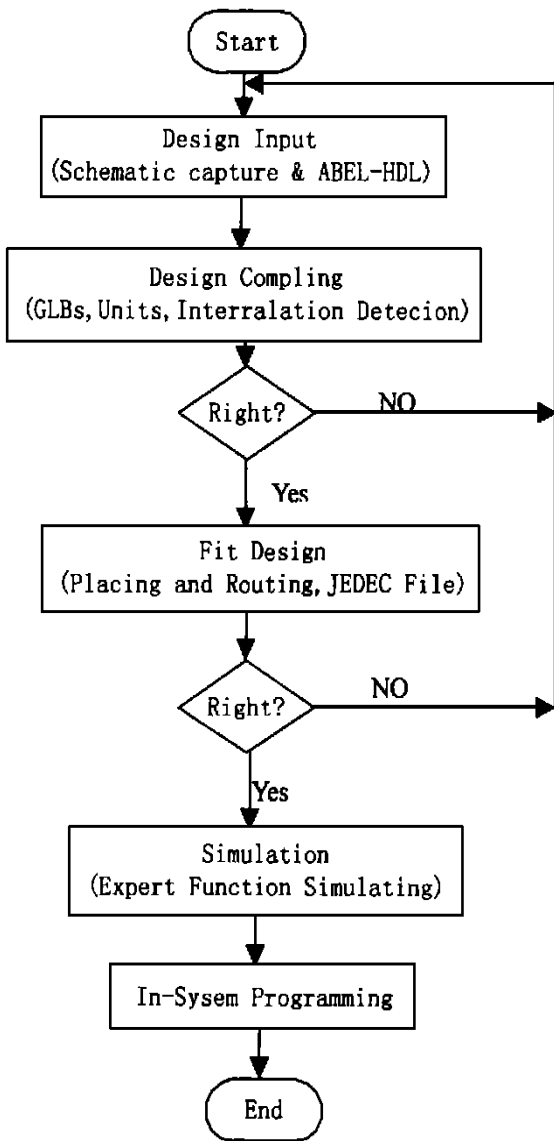 Start
Design Input
(Schematic capture & ABEL-HDL)
Design Compling
(GLBs, Units, Interralation Detecion)
Right?
NO
Yes
Fit Design
(Placing and Routing, JEDEC File)
Right?
NO
Yes
Simulation
(Expert Function Simulating)
In-Sysem Programming
End